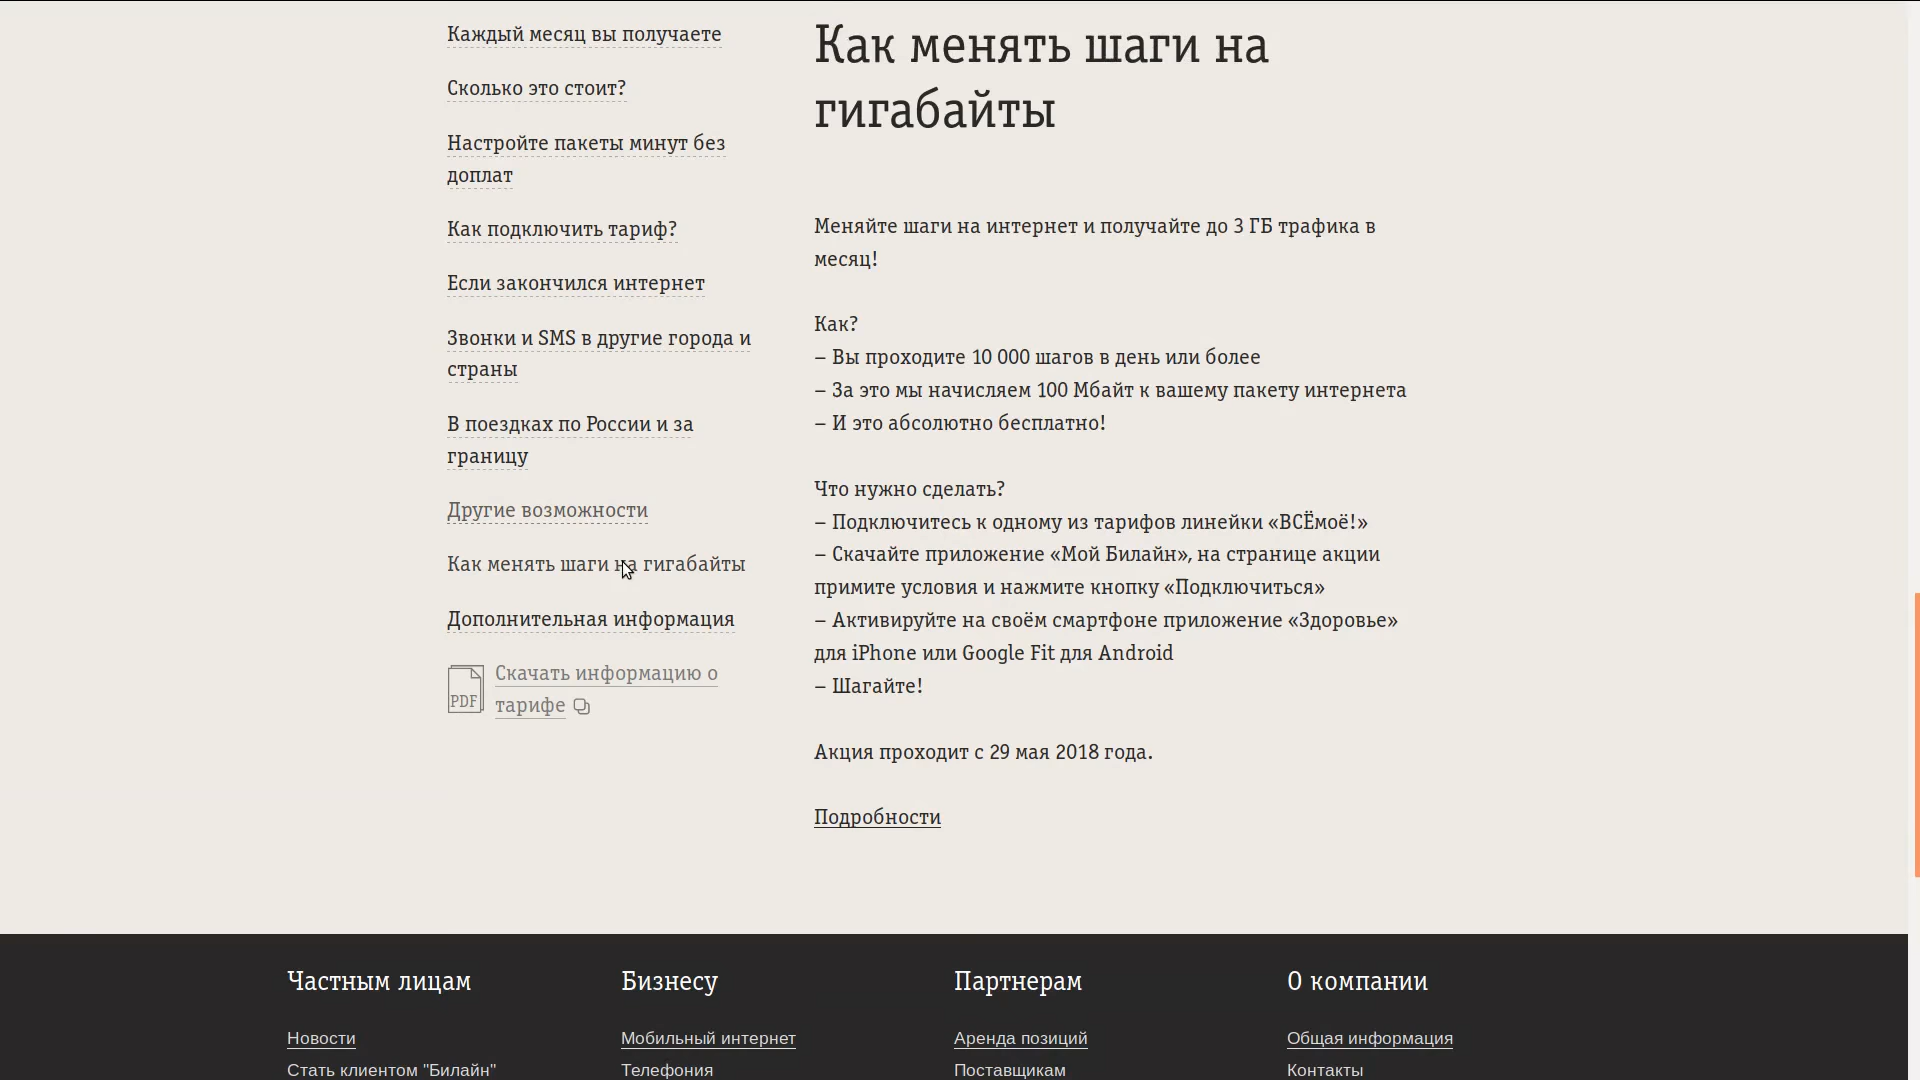 Каждый месяц вы получаете
Сколько это стоит?
Настройте пакеты минут без
доплат
Как подключить тариф?
Если закончился интернет
Звонки и SMS в другие города и
страны
В поездках по России и за
границу
Другие возможности
Как менять шаги на гигабайты
Дополнительная информация
PDF
Скачать информацию о
тарифе
Как менять шаги на
гигабайты
Меняйте шаги на интернет и получайте до 3 ГБ трафика в
месяц!
Как?
– Вы проходите 10 000 шагов в день или более
– За это мы начисляем 100 Мбайт к вашему пакету интернета
– И это абсолютно бесплатно!
Что нужно сделать?
– Подключитесь к одному из тарифов линейки «ВСЁмоё!»
– Скачайте приложение «Мой Билайн», на странице акции
примите условия и нажмите кнопку «Подключиться»
– Активируйте на своём смартфоне приложение «Здоровье»
для iPhone или Google Fit для Android
– Шагайте!
Акция проходит с 29 мая 2018 года.
Подробности
Частным лицам
Новости
Стать клиентом "Билайн"
Бизнесу
Мобильный интернет
Телефония
Партнерам
Аренда позиций
Поставщикам
О компании
Общая информация
Контакты